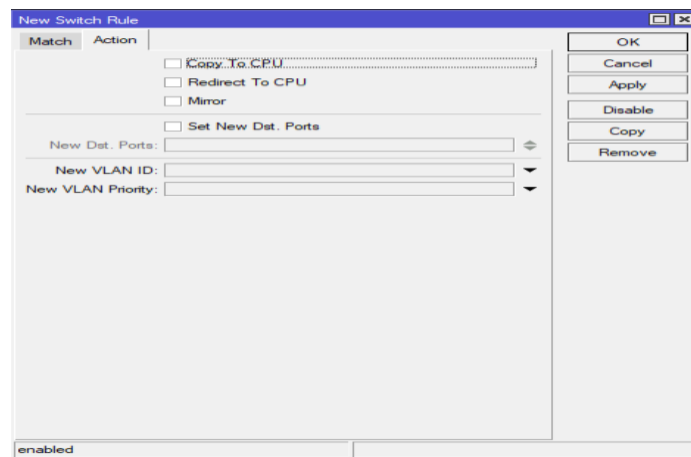 New Switch Rule
Match Action
Copy To CPU
Redirect To CPU
Mirror
Set New Dst. Ports
New Dst. Ports:
New VLAN ID:
New VLAN Priority:
OK
Cancel
Apply
Disable
Copy
Remove
enabled